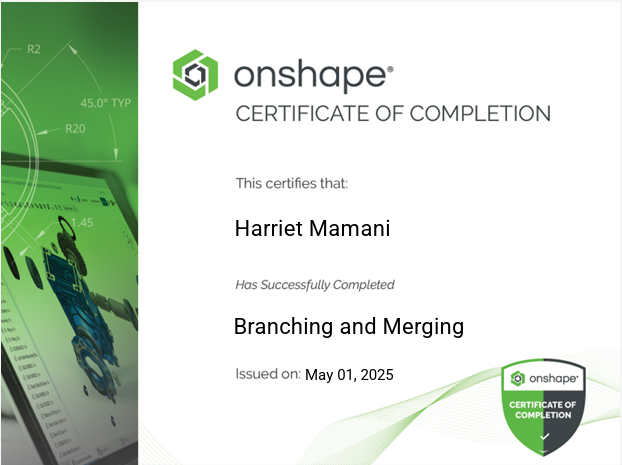 R2
45.0° TYP
R20
1.45
onshape®
CERTIFICATE OF COMPLETION
This certifies that:
Harriet Mamani
Has Successfully Completed
Branching and Merging
Issued on: May 01, 2025
onshape®
CERTIFICATE OF
COMPLETION